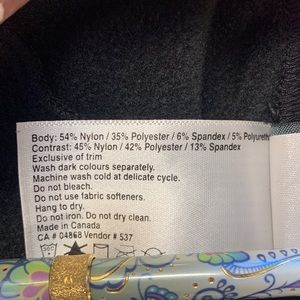 Body: 54% Nylon / 35% Polyester / 6% Spandex / 5% Polyureth
Contrast: 45% Nylon / 42% Polyester / 13% Spandex
Exclusive of trim
Wash dark colours separately.
Machine wash cold at delicate cycle.
Do not bleach.
Do not use fabric softeners.
Hang to dry.
Do not iron. Do not dry clean.
Made in Canada
CA # 04868 Vendor # 537